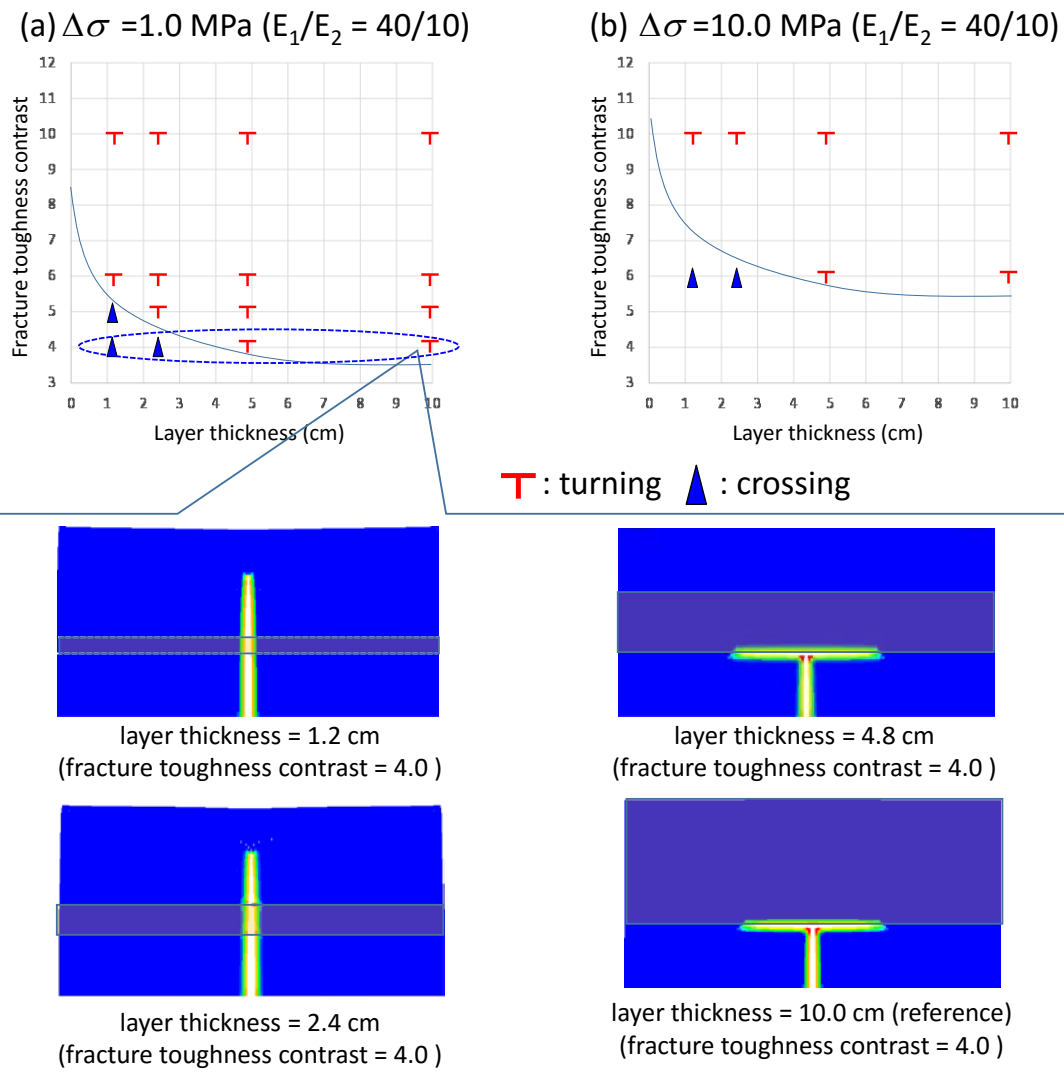 (a) Δσ =1.0 MPa (E₁/E₂ = 40/10)
12
11
10
9
8
7
6
5
4
3
Fracture toughness contrast
0 1 2 3 4 5 6 7 8 9 10
Layer thickness (cm)
(b) Δσ =10.0 MPa (E₁/E₂ = 40/10)
12
11
10
9
8
7
6
5
4
3
Fracture toughness contrast
0 1 2 3 4 5 6 7 8 9 10
Layer thickness (cm)
: turning : crossing
layer thickness = 1.2 cm
(fracture toughness contrast = 4.0 )
layer thickness = 4.8 cm
(fracture toughness contrast = 4.0 )
layer thickness = 2.4 cm
(fracture toughness contrast = 4.0 )
layer thickness = 10.0 cm (reference)
(fracture toughness contrast = 4.0 )